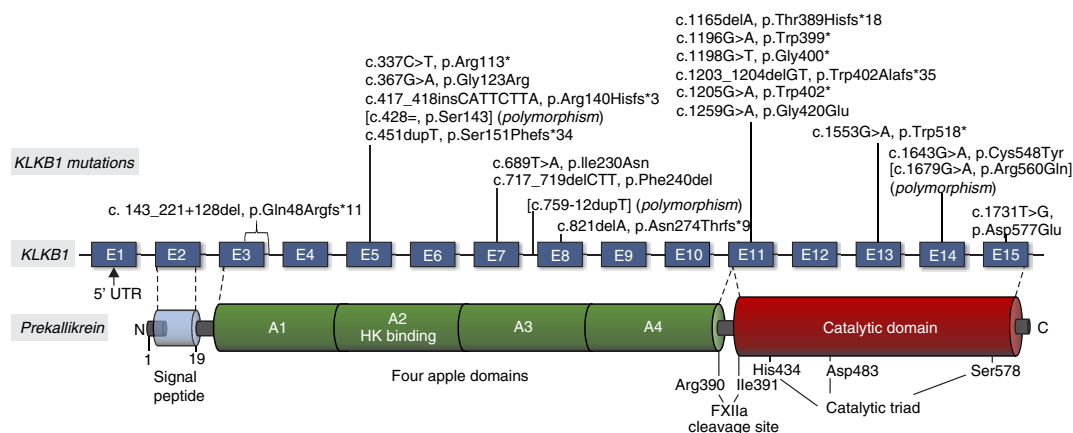 c.1165delA, p.Thr389Hisfs*18
c.1196G>A, p.Trp399*
c.1198G>T, p.Gly400*
c.1203_1204delGT, p.Trp402Alafs*35
c.1205G>A, p.Trp402*
c.1259G>A, p.Gly420Glu
c.337C>T, p.Arg113*
c.367G>A, p.Gly123Arg
c.417_418insCATTCTTA, p.Arg140Hisfs*3
[c.428=, p.Ser143] (polymorphism)
c.451dupT, p.Ser151Phefs*34
c.1553G>A, p.Trp518*
c.1643G>A, p.Cys548Tyr
[c.1679G>A, p.Arg560Gln]
(polymorphism)
KLKB1 mutations
c.689T>A, p.Ile230Asn
c.717_719delCTT, p.Phe240del
[c.759-12dupT] (polymorphism)
c. 143_221+128del, p.Gln48Argfs*11
c.821delA, p.Asn274Thrfs*9
c.1731T>G,
p.Asp577Glu
KLKB1 E1 E2 E3 E4 E5 E6 E7 E8 E9 E10 E11 E12 E13 E14 E15
5' UTR
Prekallikrein N A1 A2 A3 A4 Catalytic domain C
HK binding
1 19
Signal
peptide
Four apple domains
Arg390 Ile391 His434 Asp483 Ser578
FXIIa
cleavage site
Catalytic triad